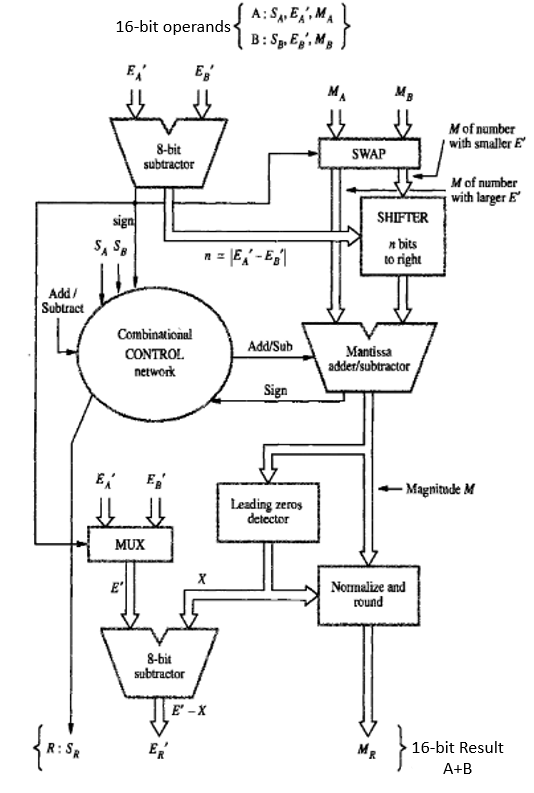 16-bit operands
A : S_A, E_A′, M_A
B : S_B, E_B′, M_B
E_A′
E_B′
M_A
M_B
8-bit
subtractor
SWAP
M of number
with smaller E′
M of number
with larger E′
SHIFTER
n bits
to right
sign
n = |E_A′ − E_B′|
S_A S_B
Add /
Subtract
Combinational
CONTROL
network
Add/Sub
Mantissa
adder/subtractor
Sign
E_A′
E_B′
Leading zeros
detector
Magnitude M
MUX
E′
X
Normalize and
round
8-bit
subtractor
E′ − X
R : S_R
E_R′
M_R
16-bit Result
A+B